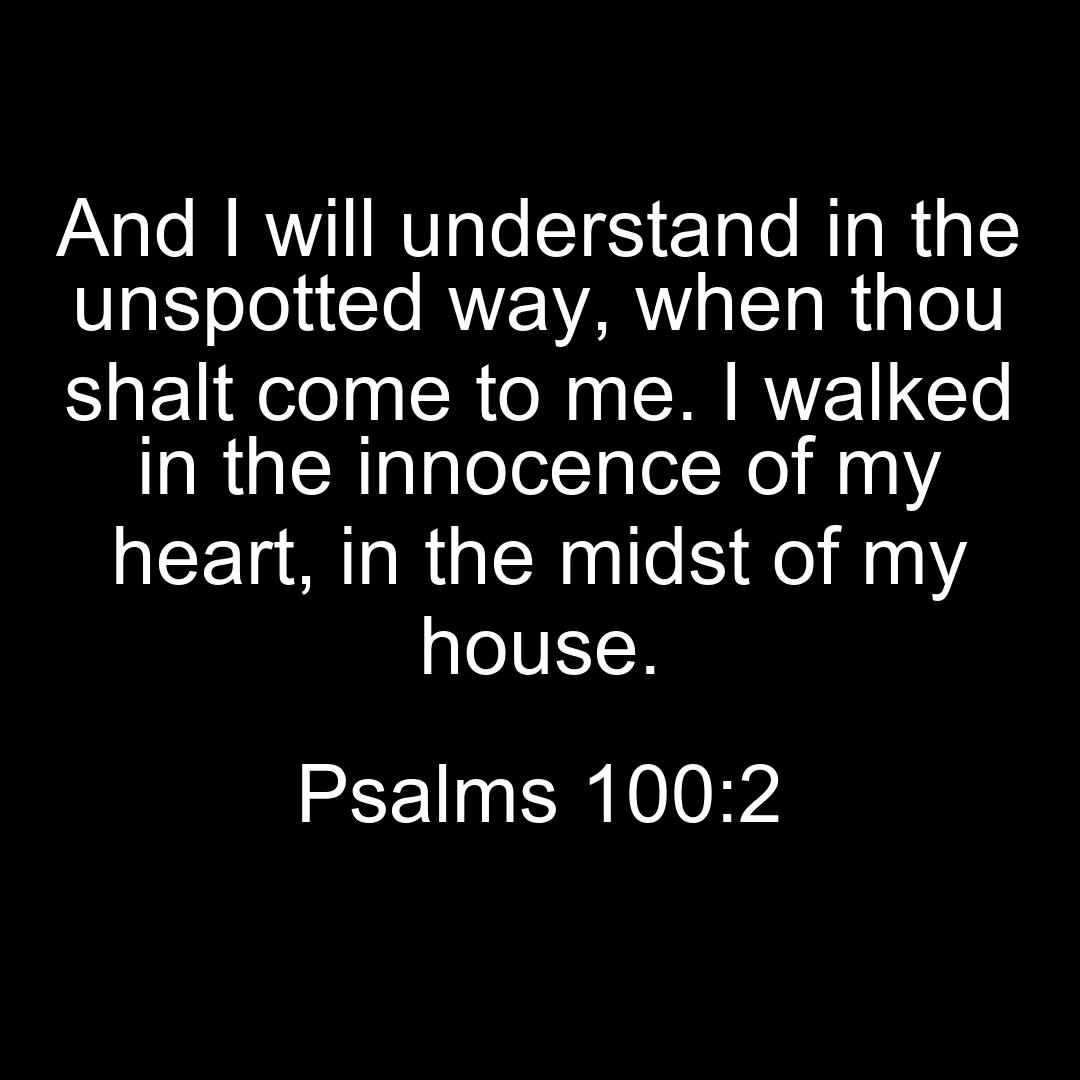 And I will understand in the
unspotted way, when thou
shalt come to me. I walked
in the innocence of my
heart, in the midst of my
house.
Psalms 100:2